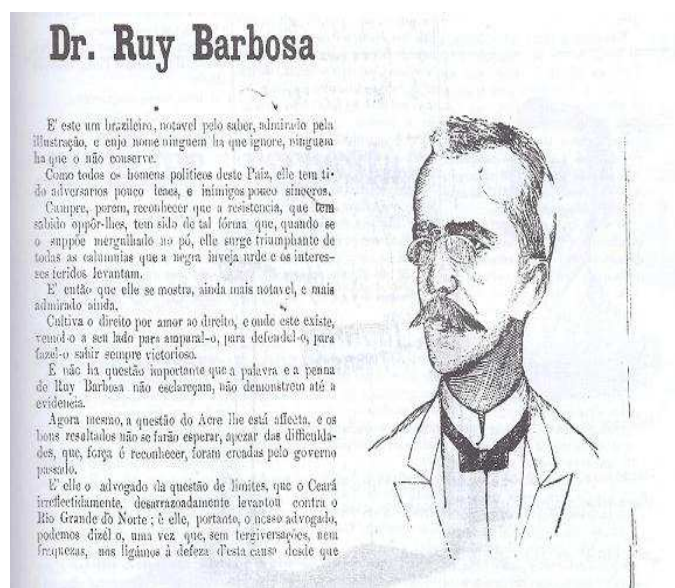 Dr. Ruy Barbosa
E' este um brazileiro, notavel pelo saber, admirado pela
illustração, e cujo nome ninguem ha que ignore, ninguem
ha que o não conserve.
Como todos os homens politicos deste Paiz, elle tem ti-
do adversarios pouco leaes, e inimigos pouco sinceros.
Cumpre, porem, reconhecer que a resistencia, que tem
sabido oppôr-lhes, tem sido de tal fórma que, quando se
o suppõe mergulhado no pó, elle surge triumphante de
todas as calumnias que a negra inveja urde e os interes-
ses feridos levantam.
E' então que elle se mostra, ainda mais notavel, e mais
admirado ainda.
Cultiva o direito por amor ao direito, e onde este existe,
vemol-o a seu lado para amparal-o, para defendel-o, para
fazel-o sahir sempre victorioso.
E não ha questão importante que a palavra e a penna
de Ruy Barbosa não esclareçam, não demonstrem até a
evidencia.
Agora mesmo, a questão do Acre lhe está affecta, e os
bons resultados não se farão esperar, apezar das difficulda-
des, que, força é reconhecer, foram creadas pelo governo
passado.
E' elle o advogado da questão de limites, que o Ceará
irreflectidamente, desarrazoadamente levantou contra o
Rio Grande do Norte; é elle, portanto, o nosso advogado,
podemos dizel-o, uma vez que, sem tergiversações, nem
fraquezas, nos ligámos á defeza d'esta causa desde que